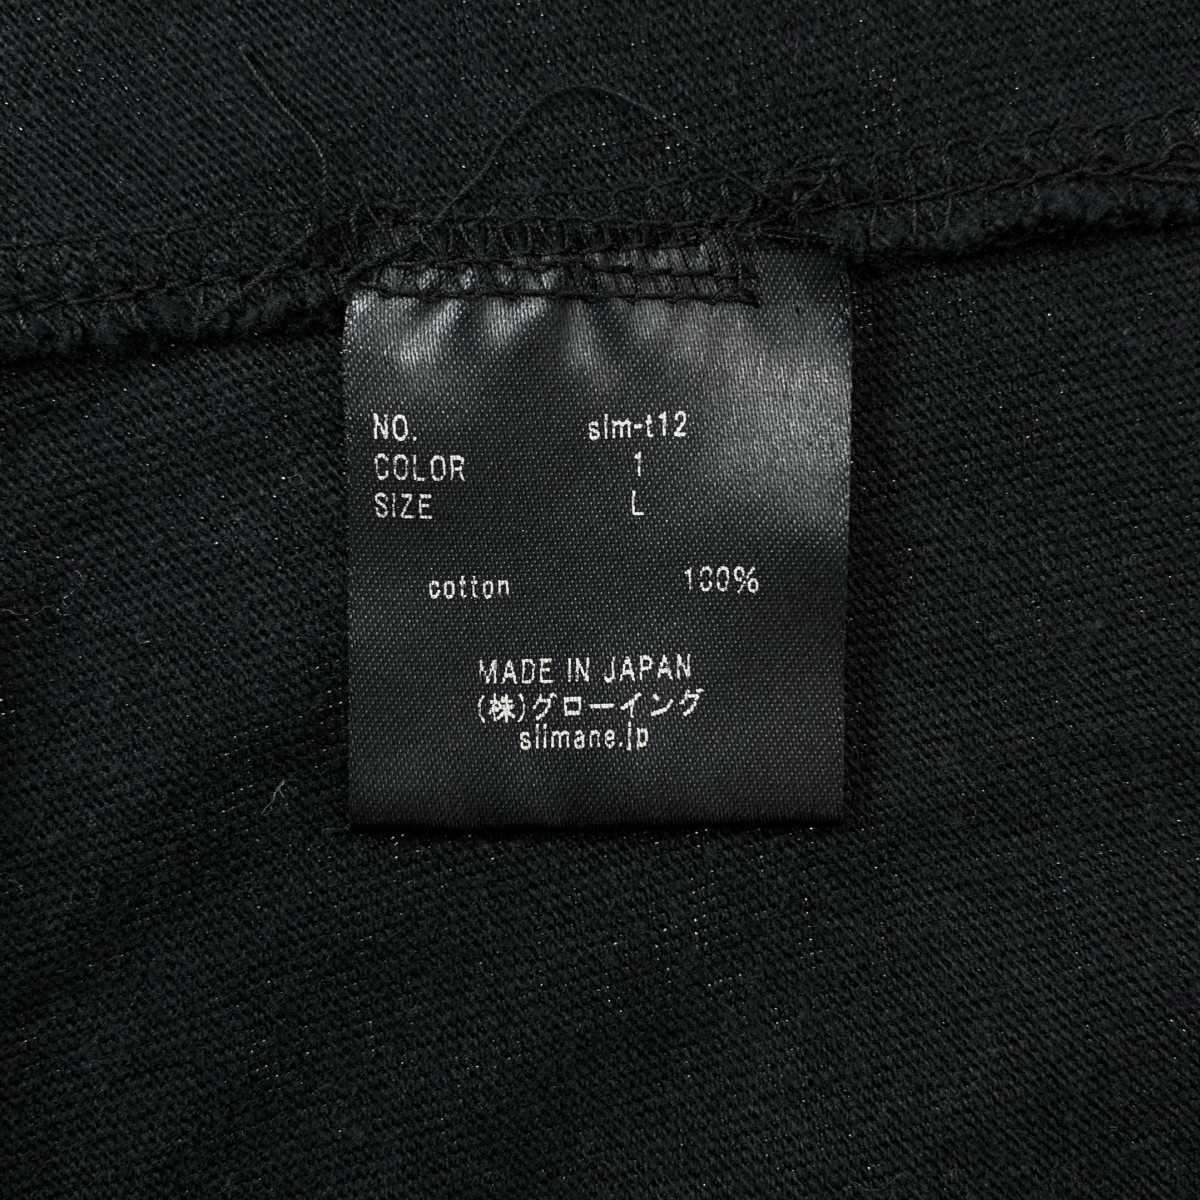 NO. slm-t12
COLOR 1
SIZE L
cotton 100%
MADE IN JAPAN
(株)グローイング
slimane.jp